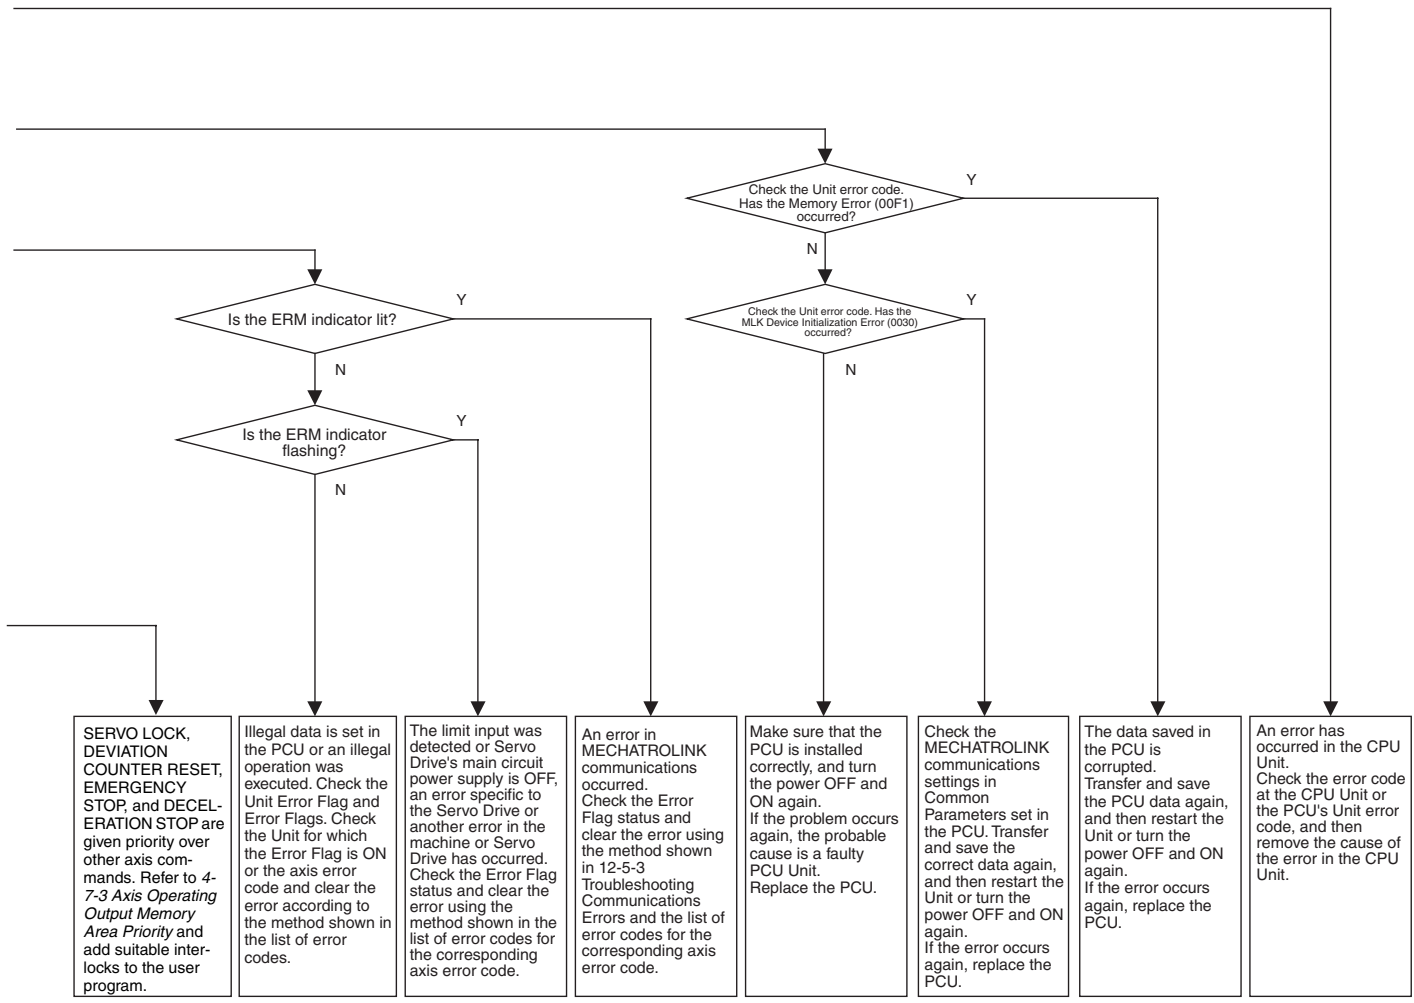 Check the Unit error code.
Has the Memory Error (00F1)
occurred?
Y
N
Is the ERM indicator lit?
Y
N
Check the Unit error code. Has the
MLK Device Initialization Error (0030)
occurred?
Y
N
Is the ERM indicator
flashing?
Y
N
SERVO LOCK,
DEVIATION
COUNTER RESET,
EMERGENCY
STOP, and DECEL-
ERATION STOP are
given priority over
other axis com-
mands. Refer to 4-
7-3 Axis Operating
Output Memory
Area Priority and
add suitable inter-
locks to the user
program.
Illegal data is set in
the PCU or an illegal
operation was
executed. Check the
Unit Error Flag and
Error Flags. Check
the Unit for which
the Error Flag is ON
or the axis error
code and clear the
error according to
the method shown in
the list of error
codes.
The limit input was
detected or Servo
Drive's main circuit
power supply is OFF,
an error specific to
the Servo Drive or
another error in the
machine or Servo
Drive has occurred.
Check the Error Flag
status and clear the
error using the
method shown in the
list of error codes for
the corresponding
axis error code.
An error in
MECHATROLINK
communications
occurred.
Check the Error
Flag status and
clear the error using
the method shown
in 12-5-3
Troubleshooting
Communications
Errors and the list of
error codes for the
corresponding axis
error code.
Make sure that the
PCU is installed
correctly, and turn
the power OFF and
ON again.
If the problem occurs
again, the probable
cause is a faulty
PCU Unit.
Replace the PCU.
Check the
MECHATROLINK
communications
settings in
Common
Parameters set in
the PCU. Transfer
and save the
correct data again,
and then restart the
Unit or turn the
power OFF and ON
again.
If the error occurs
again, replace the
PCU.
The data saved in
the PCU is
corrupted.
Transfer and save
the PCU data again,
and then restart the
Unit or turn the
power OFF and ON
again.
If the error occurs
again, replace the
PCU.
An error has
occurred in the CPU
Unit.
Check the error code
at the CPU Unit or
the PCU's Unit error
code, and then
remove the cause of
the error in the CPU
Unit.